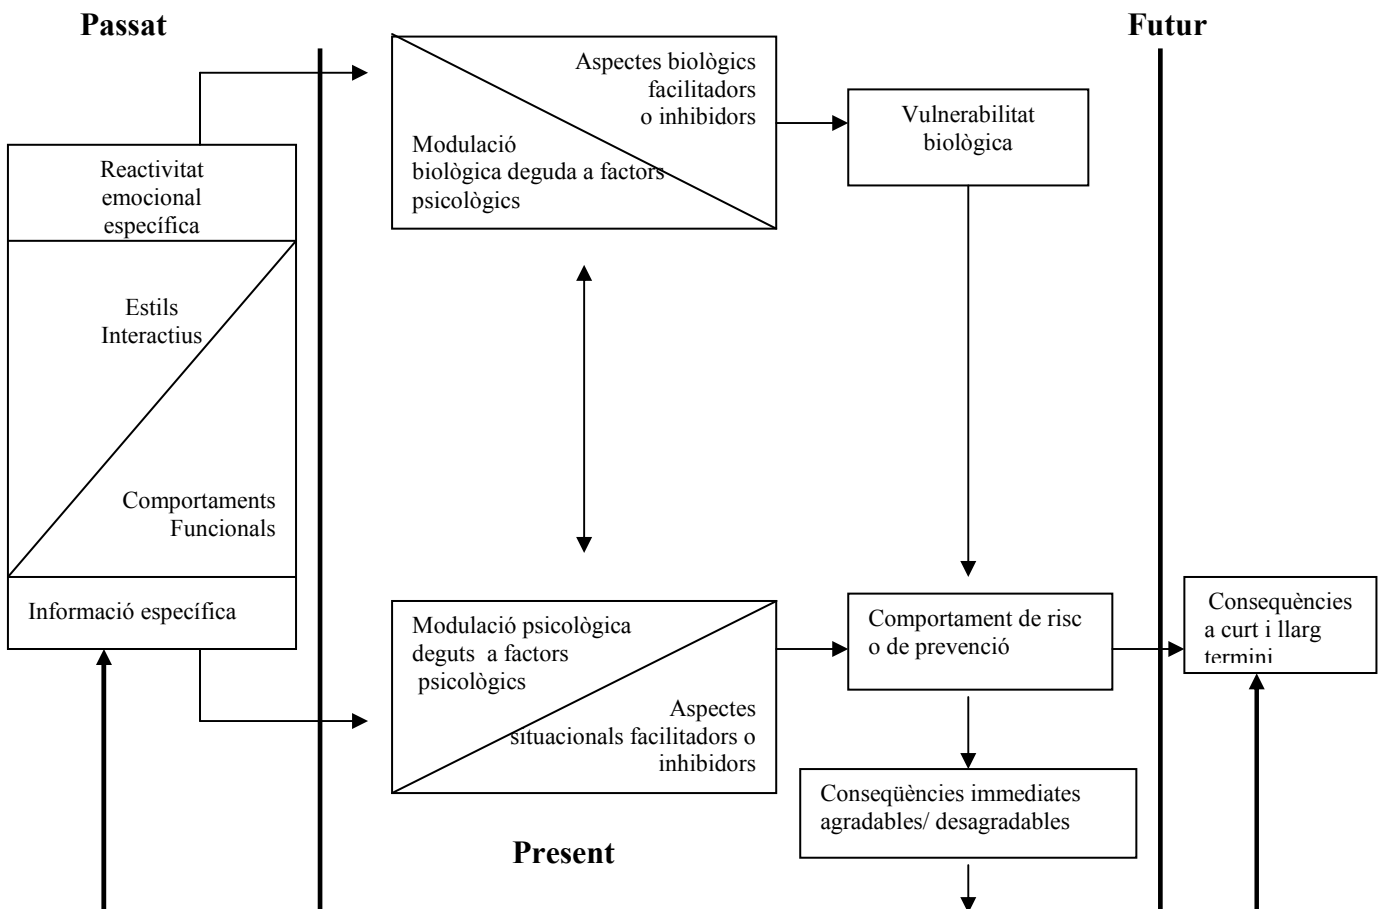 Passat
Futur
Reactivitat
emocional
específica
Estils
Interactius
Comportaments
Funcionals
Informació específica
Aspectes biològics
facilitadors
o inhibidors
Modulació
biològica deguda a factors
psicològics
Vulnerabilitat
biològica
Modulació psicològica
deguts a factors
psicològics
Aspectes
situacionals facilitadors o
inhibidors
Comportament de risc
o de prevenció
Conseqüències immediates
agradables/ desagradables
Present
Consequències
a curt i llarg
termini